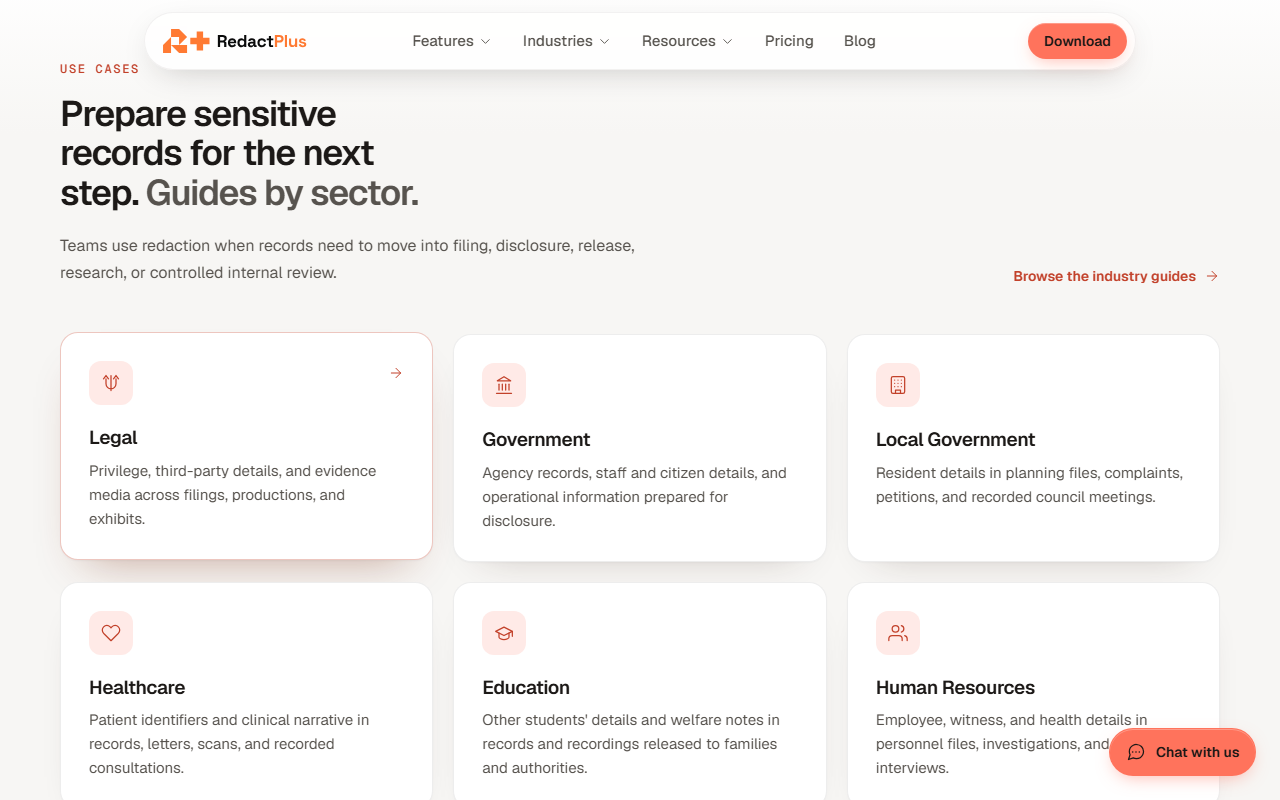 RedactPlus
Features
Industries
Resources
Pricing
Blog
Download
USE CASES
Prepare sensitive
records for the next
step. Guides by sector.
Teams use redaction when records need to move into filing, disclosure, release,
research, or controlled internal review.
Browse the industry guides
Legal
Privilege, third-party details, and evidence
media across filings, productions, and
exhibits.
Government
Agency records, staff and citizen details, and
operational information prepared for
disclosure.
Local Government
Resident details in planning files, complaints,
petitions, and recorded council meetings.
Healthcare
Patient identifiers and clinical narrative in
records, letters, scans, and recorded
consultations.
Education
Other students' details and welfare notes in
records and recordings released to families
and authorities.
Human Resources
Employee, witness, and health details in
personnel files, investigations, and
interviews.
Chat with us